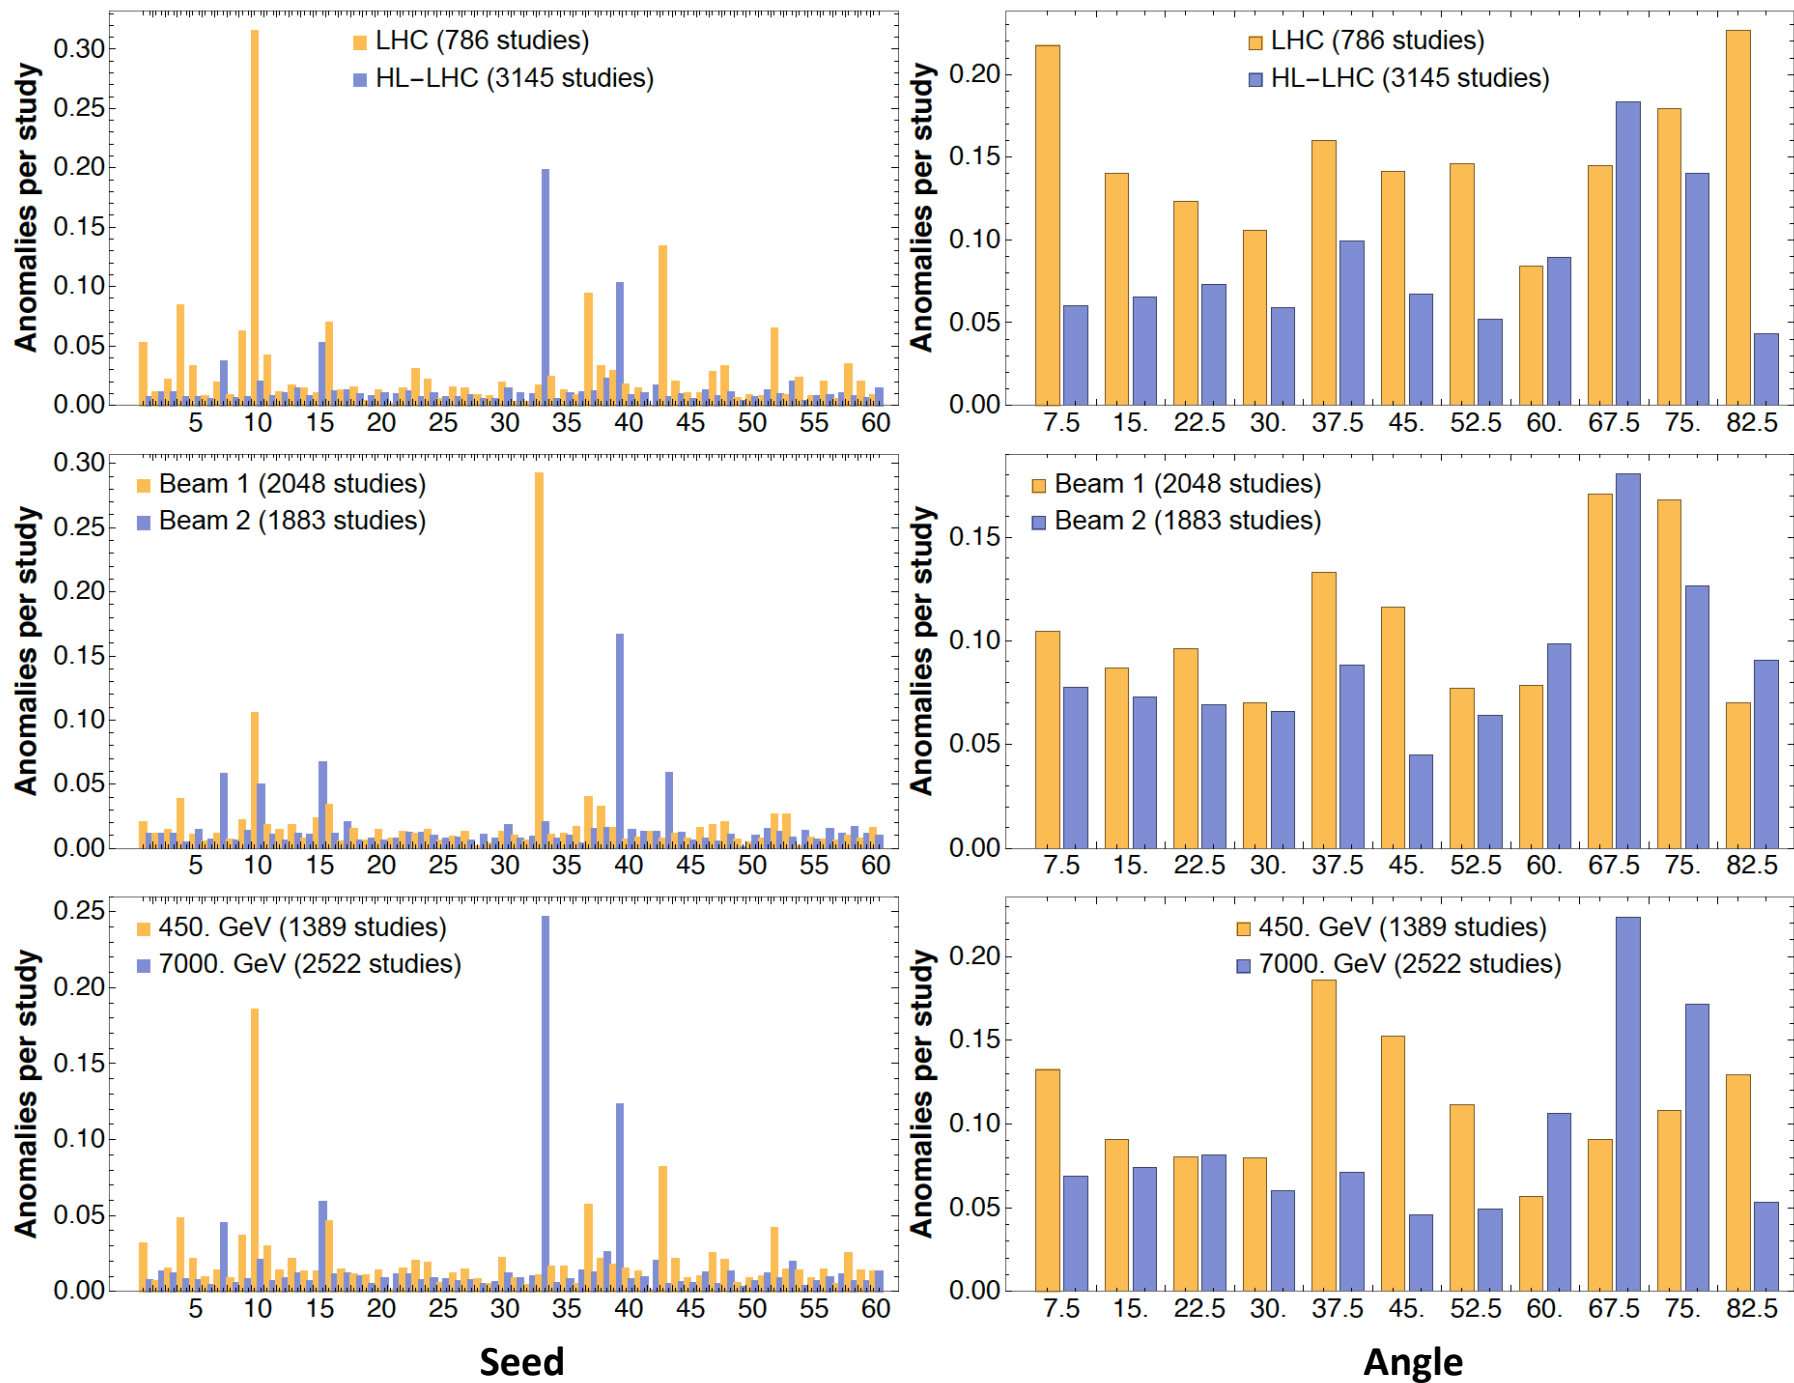 LHC (786 studies)
HL-LHC (3145 studies)
Anomalies per study
0.30
0.25
0.20
0.15
0.10
0.05
0.00
5 10 15 20 25 30 35 40 45 50 55 60
LHC (786 studies)
HL-LHC (3145 studies)
Anomalies per study
0.20
0.15
0.10
0.05
0.00
7.5 15. 22.5 30. 37.5 45. 52.5 60. 67.5 75. 82.5
Beam 1 (2048 studies)
Beam 2 (1883 studies)
Anomalies per study
0.30
0.25
0.20
0.15
0.10
0.05
0.00
5 10 15 20 25 30 35 40 45 50 55 60
Beam 1 (2048 studies)
Beam 2 (1883 studies)
Anomalies per study
0.15
0.10
0.05
0.00
7.5 15. 22.5 30. 37.5 45. 52.5 60. 67.5 75. 82.5
450. GeV (1389 studies)
7000. GeV (2522 studies)
Anomalies per study
0.25
0.20
0.15
0.10
0.05
0.00
5 10 15 20 25 30 35 40 45 50 55 60
Seed
450. GeV (1389 studies)
7000. GeV (2522 studies)
Anomalies per study
0.20
0.15
0.10
0.05
0.00
7.5 15. 22.5 30. 37.5 45. 52.5 60. 67.5 75. 82.5
Angle